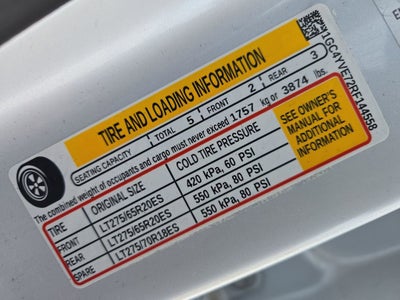 TIRE AND LOADING INFORMATION
SEATING CAPACITY TOTAL 5 FRONT 2 REAR 3
The combined weight of occupants and cargo must never exceed 1757 kg or 3874 lbs.
TIRE ORIGINAL SIZE COLD TIRE PRESSURE
FRONT LT275/65R20ES 420 kPa, 60 PSI
REAR LT275/65R20ES 550 kPa, 80 PSI
SPARE LT275/70R18ES 550 kPa, 80 PSI
SEE OWNER'S
MANUAL FOR
ADDITIONAL
INFORMATION
1GC4YVE72RF144558